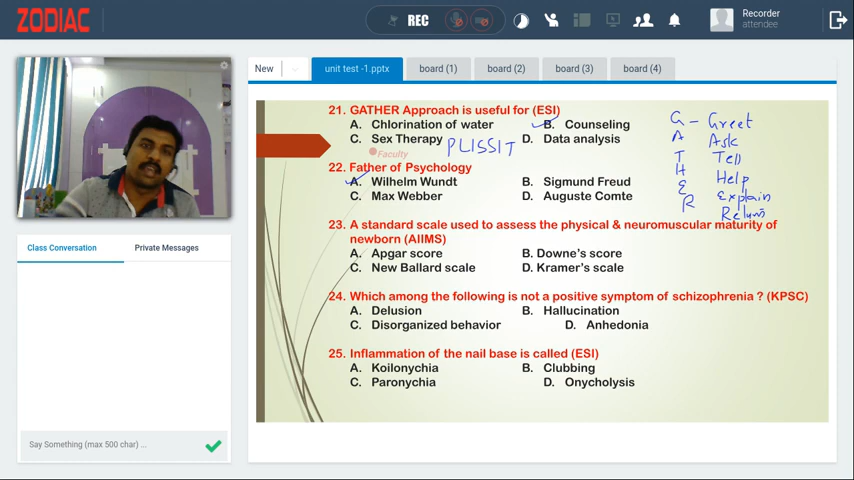 ZODIAC
REC
Recorder
attendee
New
unit test -1.pptx
board (1)
board (2)
board (3)
board (4)
21. GATHER Approach is useful for (ESI)
A. Chlorination of water
B. Counseling
C. Sex Therapy
PLISSIT
D. Data analysis
Faculty
G - Greet
A Ask
T Tell
H Help
E Explain
R Return
22. Father of Psychology
A. Wilhelm Wundt
B. Sigmund Freud
C. Max Webber
D. Auguste Comte
23. A standard scale used to assess the physical & neuromuscular maturity of
newborn (AIIMS)
A. Apgar score
B. Downe's score
C. New Ballard scale
D. Kramer's scale
24. Which among the following is not a positive symptom of schizophrenia ? (KPSC)
A. Delusion
B. Hallucination
C. Disorganized behavior
D. Anhedonia
25. Inflammation of the nail base is called (ESI)
A. Koilonychia
B. Clubbing
C. Paronychia
D. Onycholysis
Class Conversation
Private Messages
Say Something (max 500 char) ...